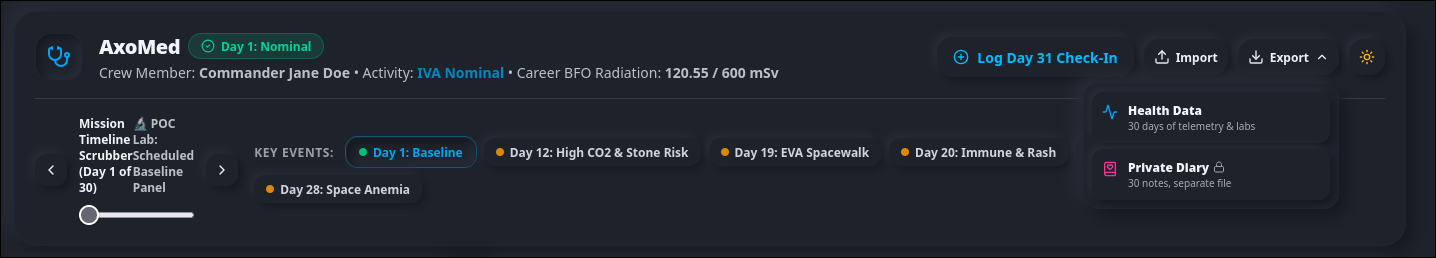 AxoMed
Day 1: Nominal
Crew Member: Commander Jane Doe • Activity: IVA Nominal • Career BFO Radiation: 120.55 / 600 mSv
Log Day 31 Check-In
Import
Export
Health Data
30 days of telemetry & labs
Private Diary
30 notes, separate file
Mission
Timeline
Scrubber
(Day 1 of
30)
🔬 POC
Lab:
Scheduled
Baseline
Panel
KEY EVENTS:
Day 1: Baseline
Day 12: High CO2 & Stone Risk
Day 19: EVA Spacewalk
Day 20: Immune & Rash
Day 28: Space Anemia